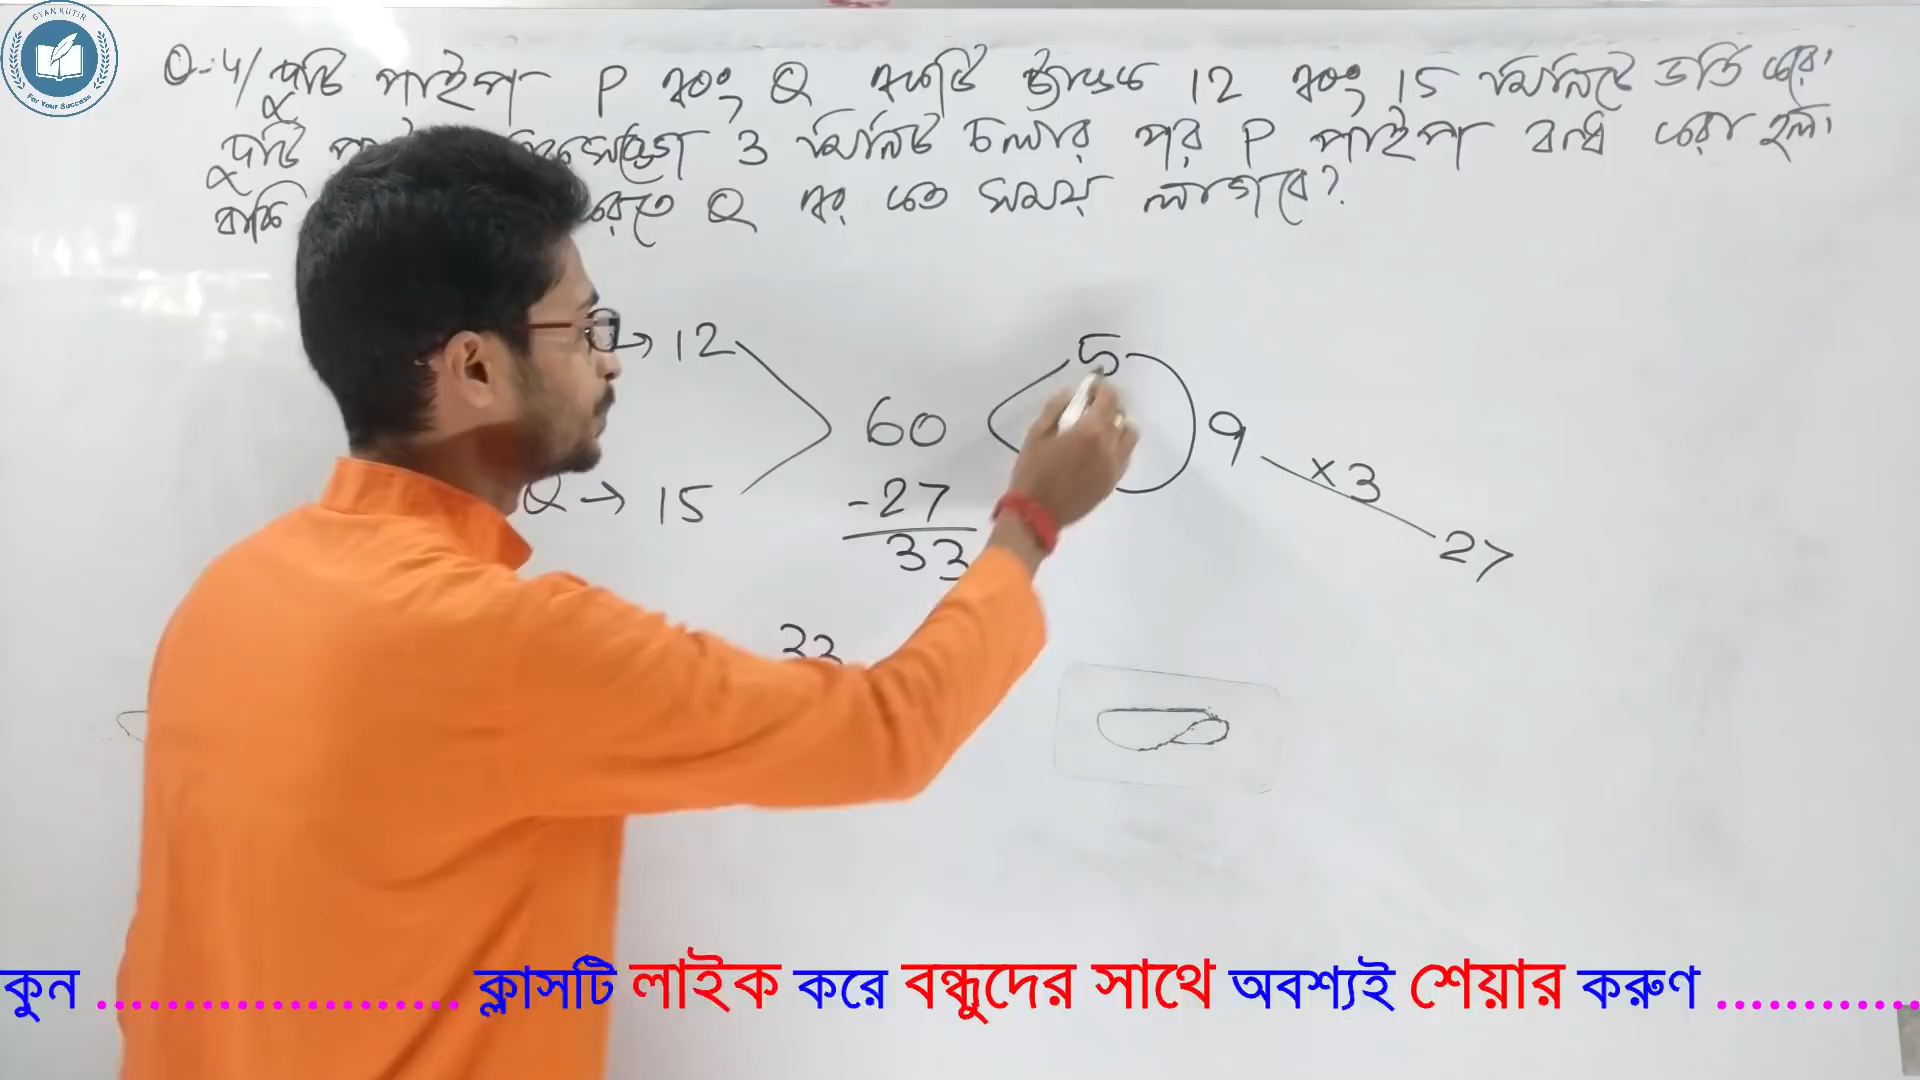 GYAN KUTIR
For Your Success
Q-4/ দুটি পাইপ P এবং Q একটি ট্যাঙ্ককে 12 এবং 15 মিনিটে ভর্তি করে।
দুটি 3 মিনিট চলার পর P পাইপ বন্ধ করা হল।
বাকি করতে Q এর কত সময় লাগবে?
→ 12
5
60
9
× 3
Q → 15
-27
33
27
33
কুন .................... ক্লাসটি লাইক করে বন্ধুদের সাথে অবশ্যই শেয়ার করুণ ............